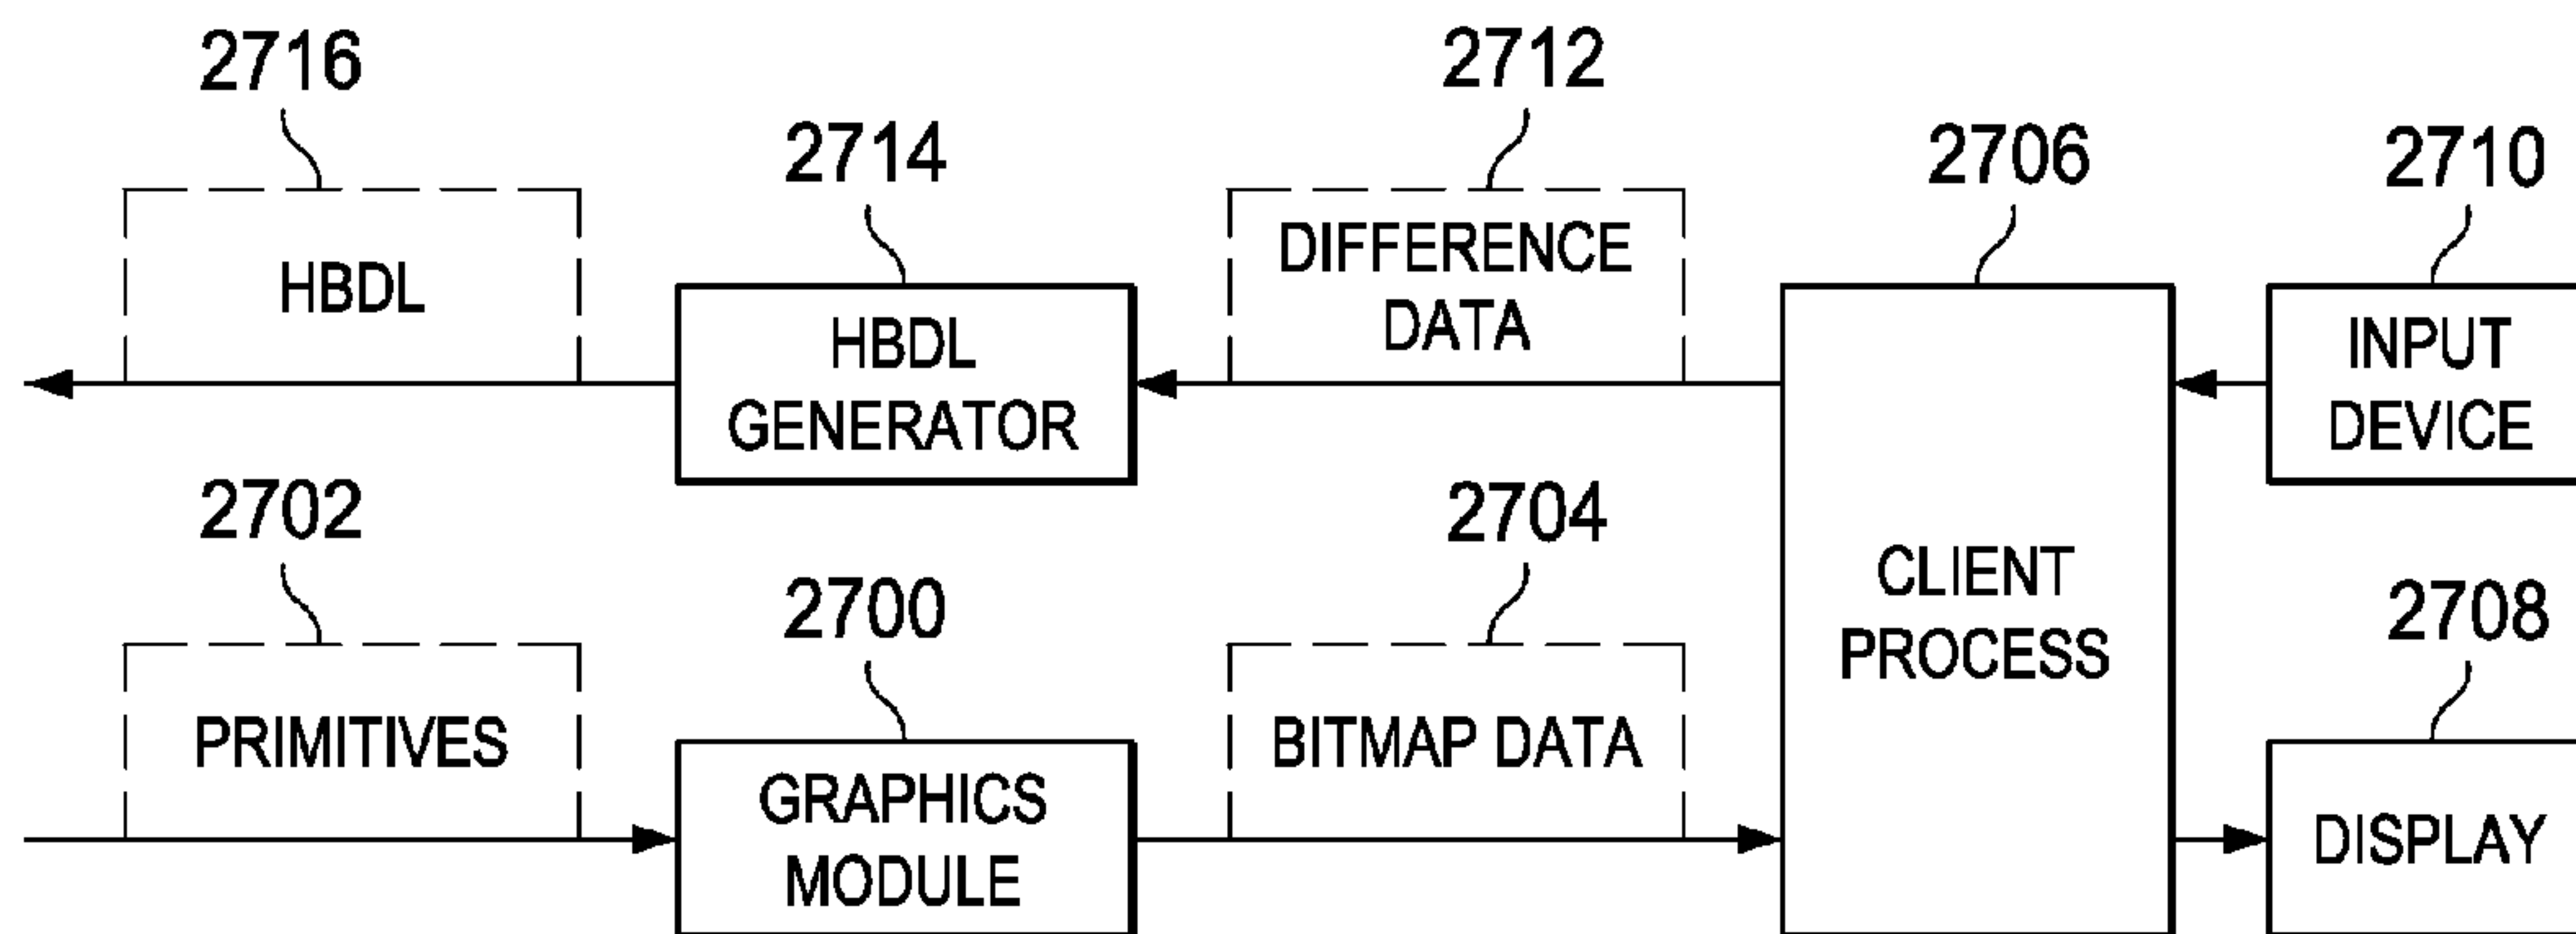 2716
2712
2714
2706
2710
HBDL
HBDL
GENERATOR
DIFFERENCE
DATA
INPUT
DEVICE
2702
2700
2704
CLIENT
PROCESS
2708
PRIMITIVES
GRAPHICS
MODULE
BITMAP DATA
DISPLAY